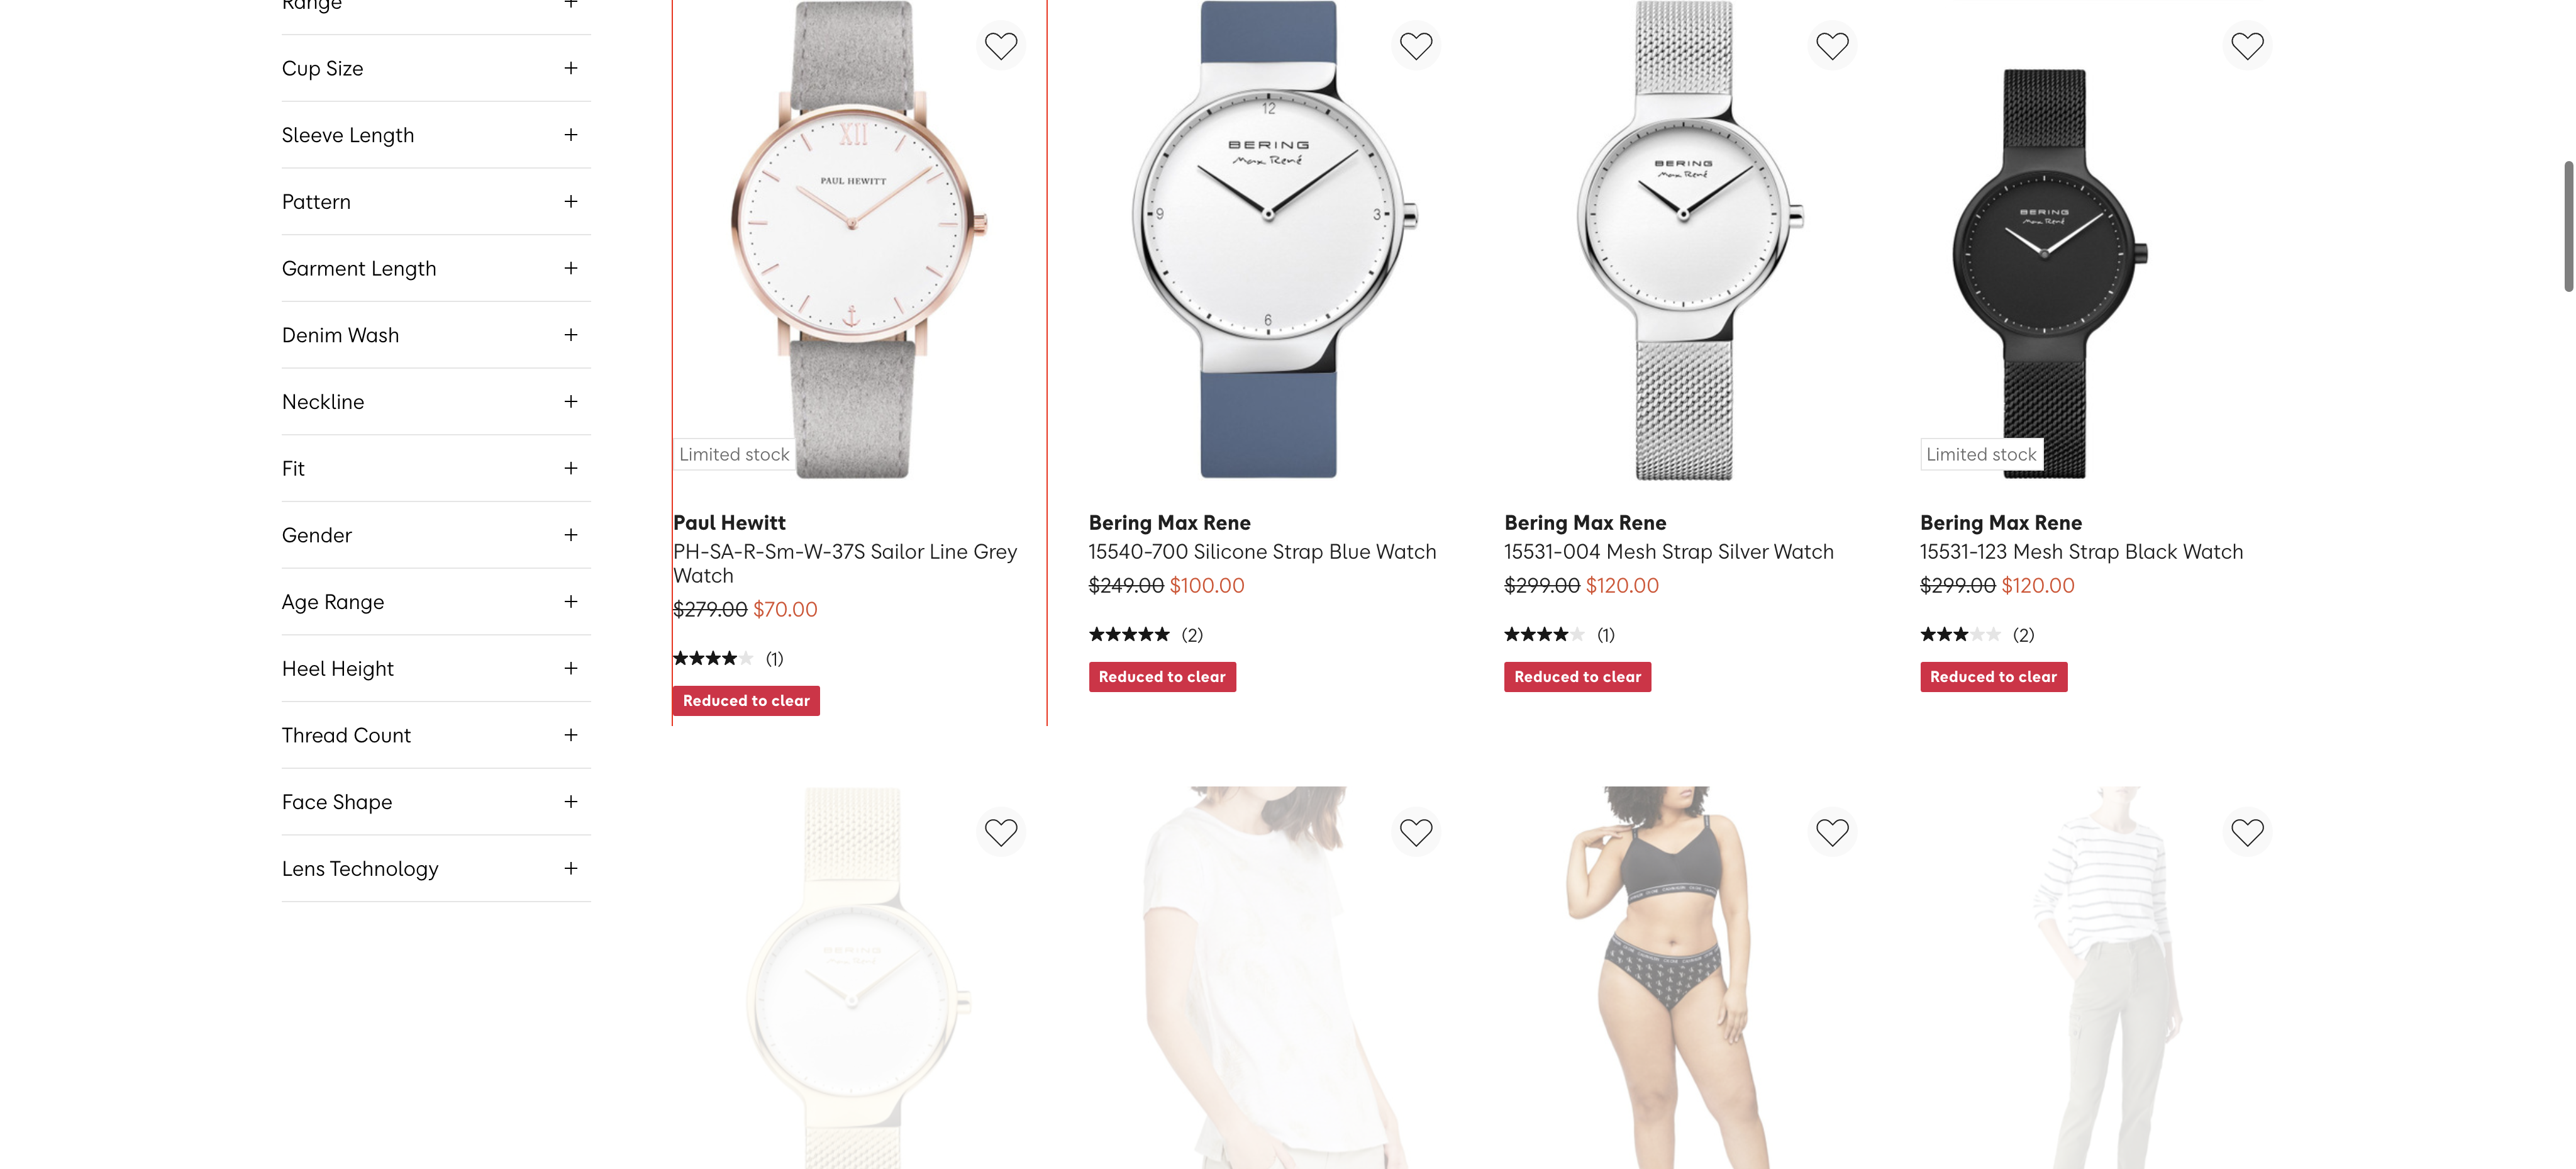 Range
Cup Size
Sleeve Length
Pattern
Garment Length
Denim Wash
Neckline
Fit
Gender
Age Range
Heel Height
Thread Count
Face Shape
Lens Technology
XII
PAUL HEWITT
Limited stock
Paul Hewitt
PH-SA-R-Sm-W-37S Sailor Line Grey
Watch
$279.00 $70.00
(1)
Reduced to clear
12
BERING
Max René
9
3
6
Bering Max Rene
15540-700 Silicone Strap Blue Watch
$249.00 $100.00
(2)
Reduced to clear
BERING
Max René
Bering Max Rene
15531-004 Mesh Strap Silver Watch
$299.00 $120.00
(1)
Reduced to clear
BERING
Max René
Limited stock
Bering Max Rene
15531-123 Mesh Strap Black Watch
$299.00 $120.00
(2)
Reduced to clear
BERING
Max René